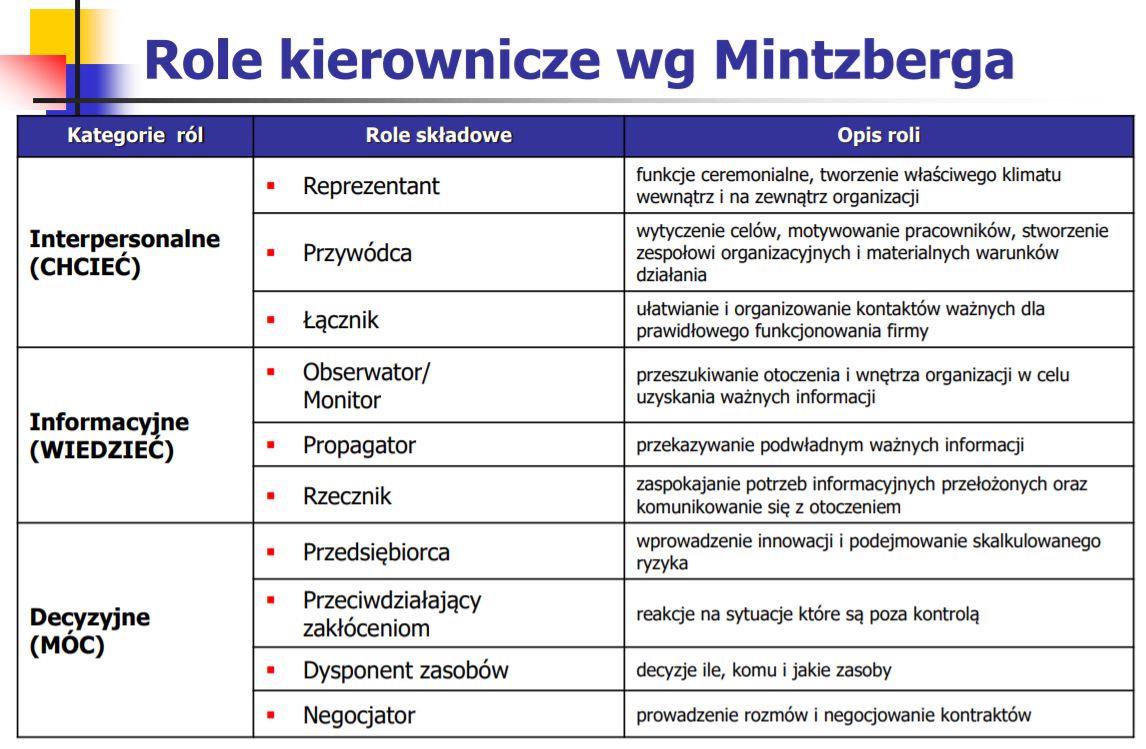 Role kierownicze wg Mintzberga
Kategorie ról
Role składowe
Opis roli
Interpersonalne
(CHCIEĆ)
▪ Reprezentant
funkcje ceremonialne, tworzenie właściwego klimatu
wewnątrz i na zewnątrz organizacji
▪ Przywódca
wytyczenie celów, motywowanie pracowników, stworzenie
zespołowi organizacyjnych i materialnych warunków
działania
▪ Łącznik
ułatwianie i organizowanie kontaktów ważnych dla
prawidłowego funkcjonowania firmy
Informacyjne
(WIEDZIEĆ)
▪ Obserwator/
Monitor
przeszukiwanie otoczenia i wnętrza organizacji w celu
uzyskania ważnych informacji
▪ Propagator
przekazywanie podwładnym ważnych informacji
▪ Rzecznik
zaspokajanie potrzeb informacyjnych przełożonych oraz
komunikowanie się z otoczeniem
Decyzyjne
(MÓC)
▪ Przedsiębiorca
wprowadzenie innowacji i podejmowanie skalkulowanego
ryzyka
▪ Przeciwdziałający
zakłóceniom
reakcje na sytuacje które są poza kontrolą
▪ Dysponent zasobów
decyzje ile, komu i jakie zasoby
▪ Negocjator
prowadzenie rozmów i negocjowanie kontraktów